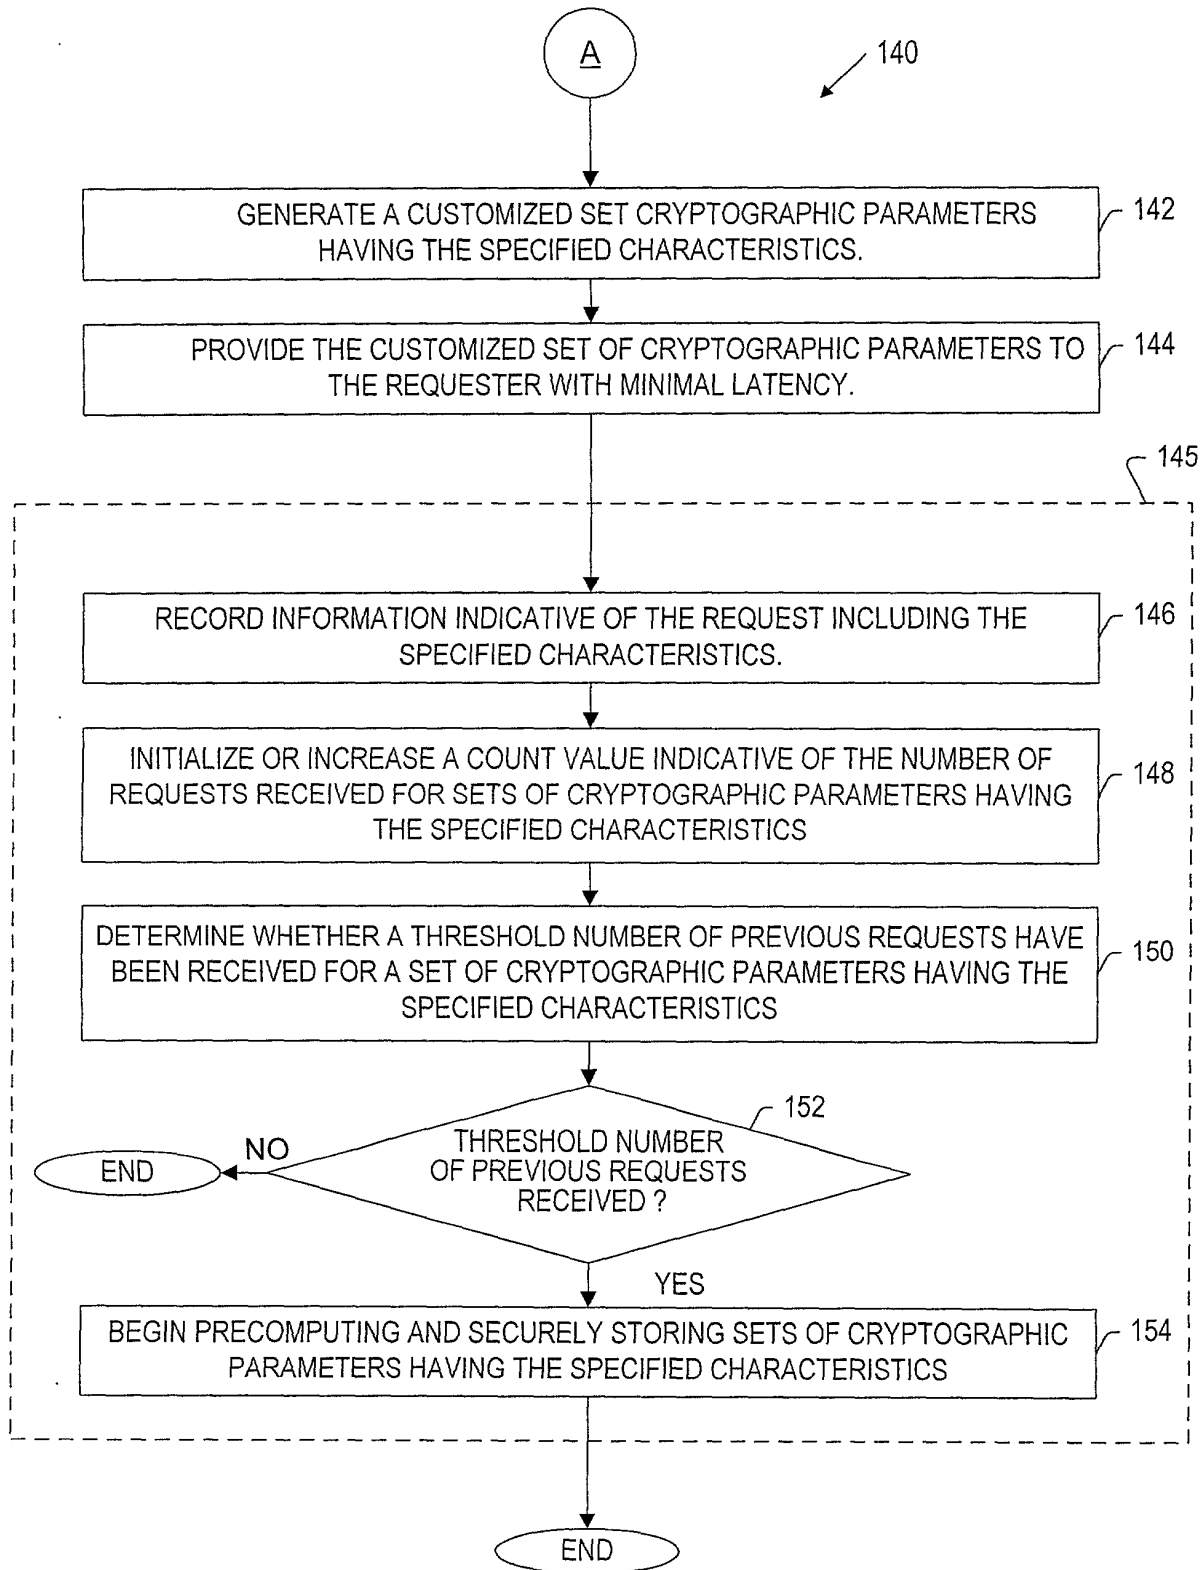 A
140
GENERATE A CUSTOMIZED SET CRYPTOGRAPHIC PARAMETERS
HAVING THE SPECIFIED CHARACTERISTICS.
142
PROVIDE THE CUSTOMIZED SET OF CRYPTOGRAPHIC PARAMETERS TO
THE REQUESTER WITH MINIMAL LATENCY.
144
145
RECORD INFORMATION INDICATIVE OF THE REQUEST INCLUDING THE
SPECIFIED CHARACTERISTICS.
146
INITIALIZE OR INCREASE A COUNT VALUE INDICATIVE OF THE NUMBER OF
REQUESTS RECEIVED FOR SETS OF CRYPTOGRAPHIC PARAMETERS HAVING
THE SPECIFIED CHARACTERISTICS
148
DETERMINE WHETHER A THRESHOLD NUMBER OF PREVIOUS REQUESTS HAVE
BEEN RECEIVED FOR A SET OF CRYPTOGRAPHIC PARAMETERS HAVING THE
SPECIFIED CHARACTERISTICS
150
152
THRESHOLD NUMBER
OF PREVIOUS REQUESTS
RECEIVED ?
NO
END
YES
BEGIN PRECOMPUTING AND SECURELY STORING SETS OF CRYPTOGRAPHIC
PARAMETERS HAVING THE SPECIFIED CHARACTERISTICS
154
END